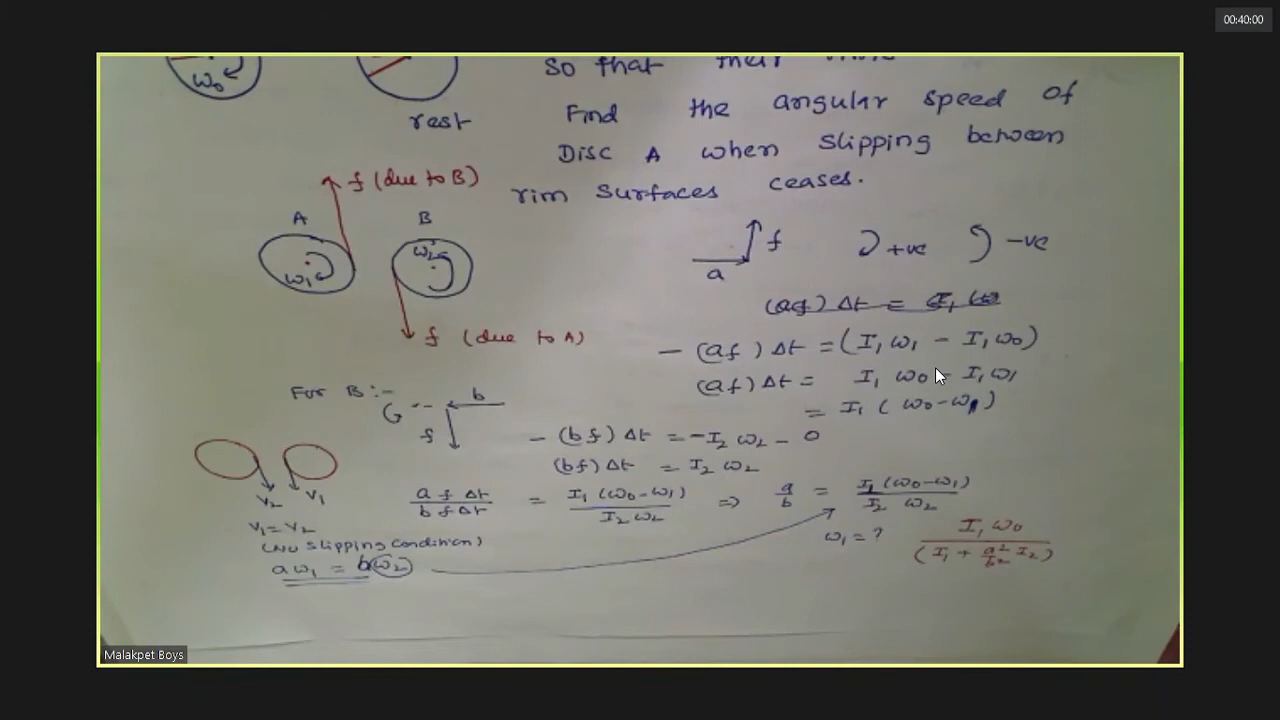 00:40:00
ω₀
rest
So that their
Find the angular speed of
Disc A when slipping between
rim surfaces ceases.
f (due to B)
A B
ω₁ ω₂
f (due to A)
f
a
+ve -ve
(af) Δt = I₁ ω
- (af) Δt = (I₁ω₁ - I₁ω₀)
(af) Δt = I₁ ω₀ - I₁ω₁
= I₁ (ω₀-ω₁)
For B:-
b
f
- (bf) Δt = -I₂ ω₂ - 0
(bf) Δt = I₂ ω₂
a f Δt / b f Δt = I₁ (ω₀-ω₁) / I₂ ω₂ ⇒ a/b = I₁ (ω₀-ω₁) / I₂ ω₂
V₂ V₁
V₁ = V₂
(No slipping condition)
aω₁ = bω₂
ω₁ = ? I₁ ω₀ / (I₁ + a²/b² I₂)
Malakpet Boys